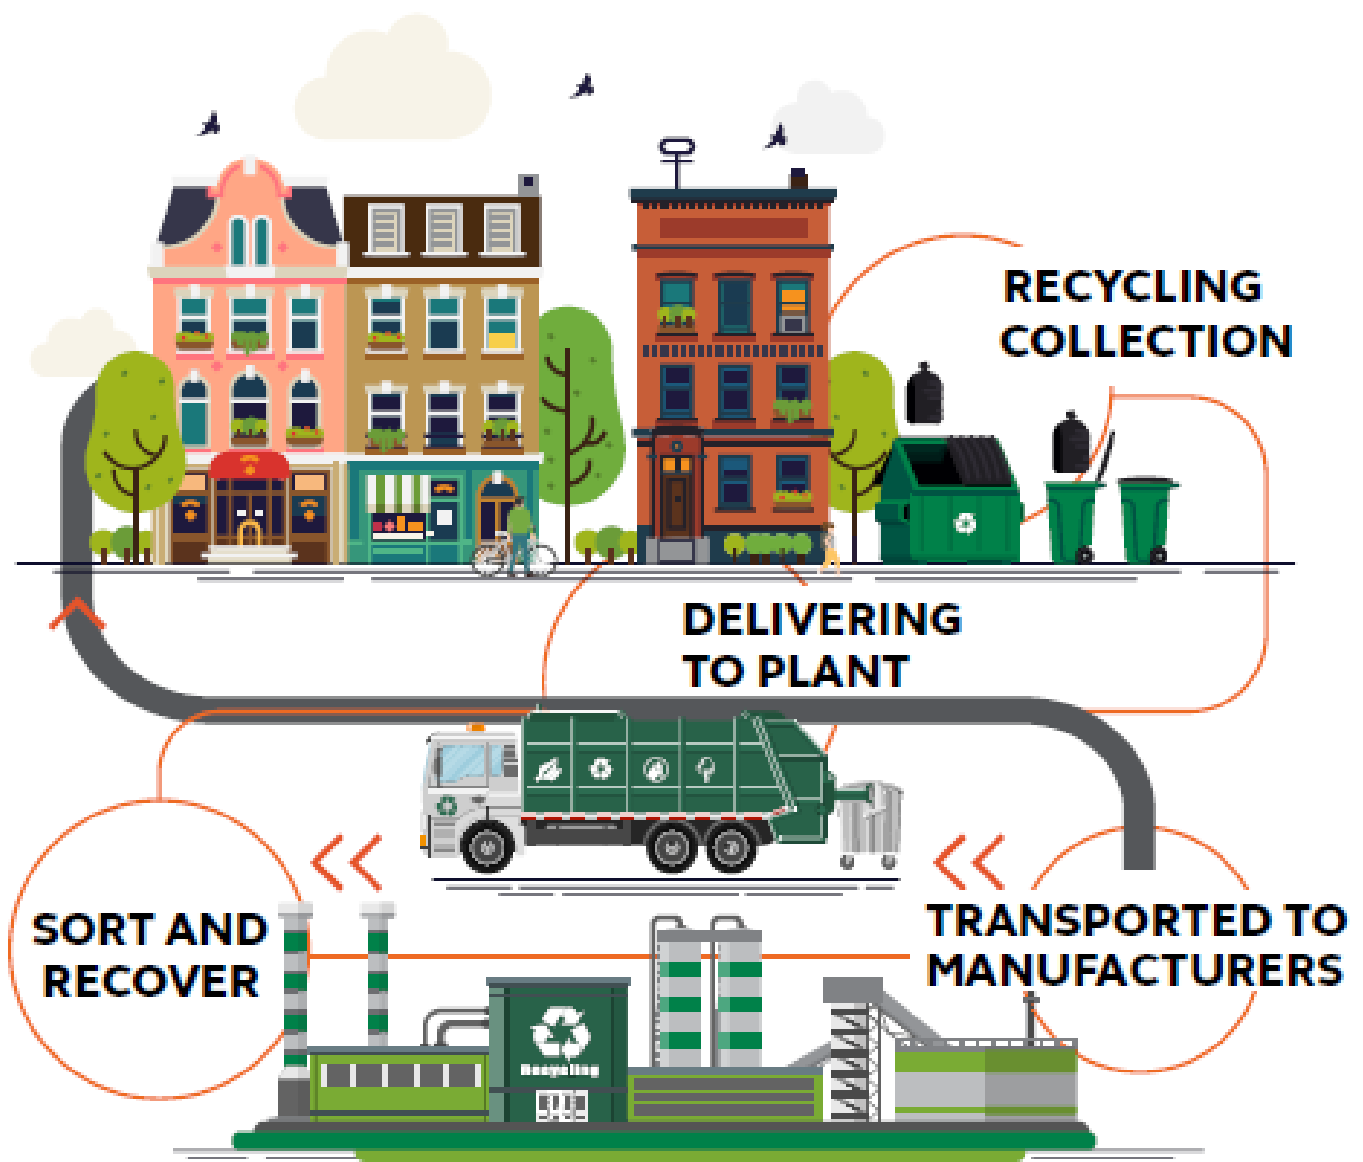 RECYCLING
COLLECTION
DELIVERING
TO PLANT
SORT AND
RECOVER
TRANSPORTED TO
MANUFACTURERS
Recycling